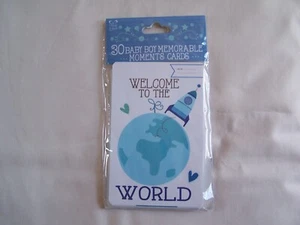 30 BABY BOY MEMORABLE
MOMENTS CARDS
WELCOME
TO THE
WORLD